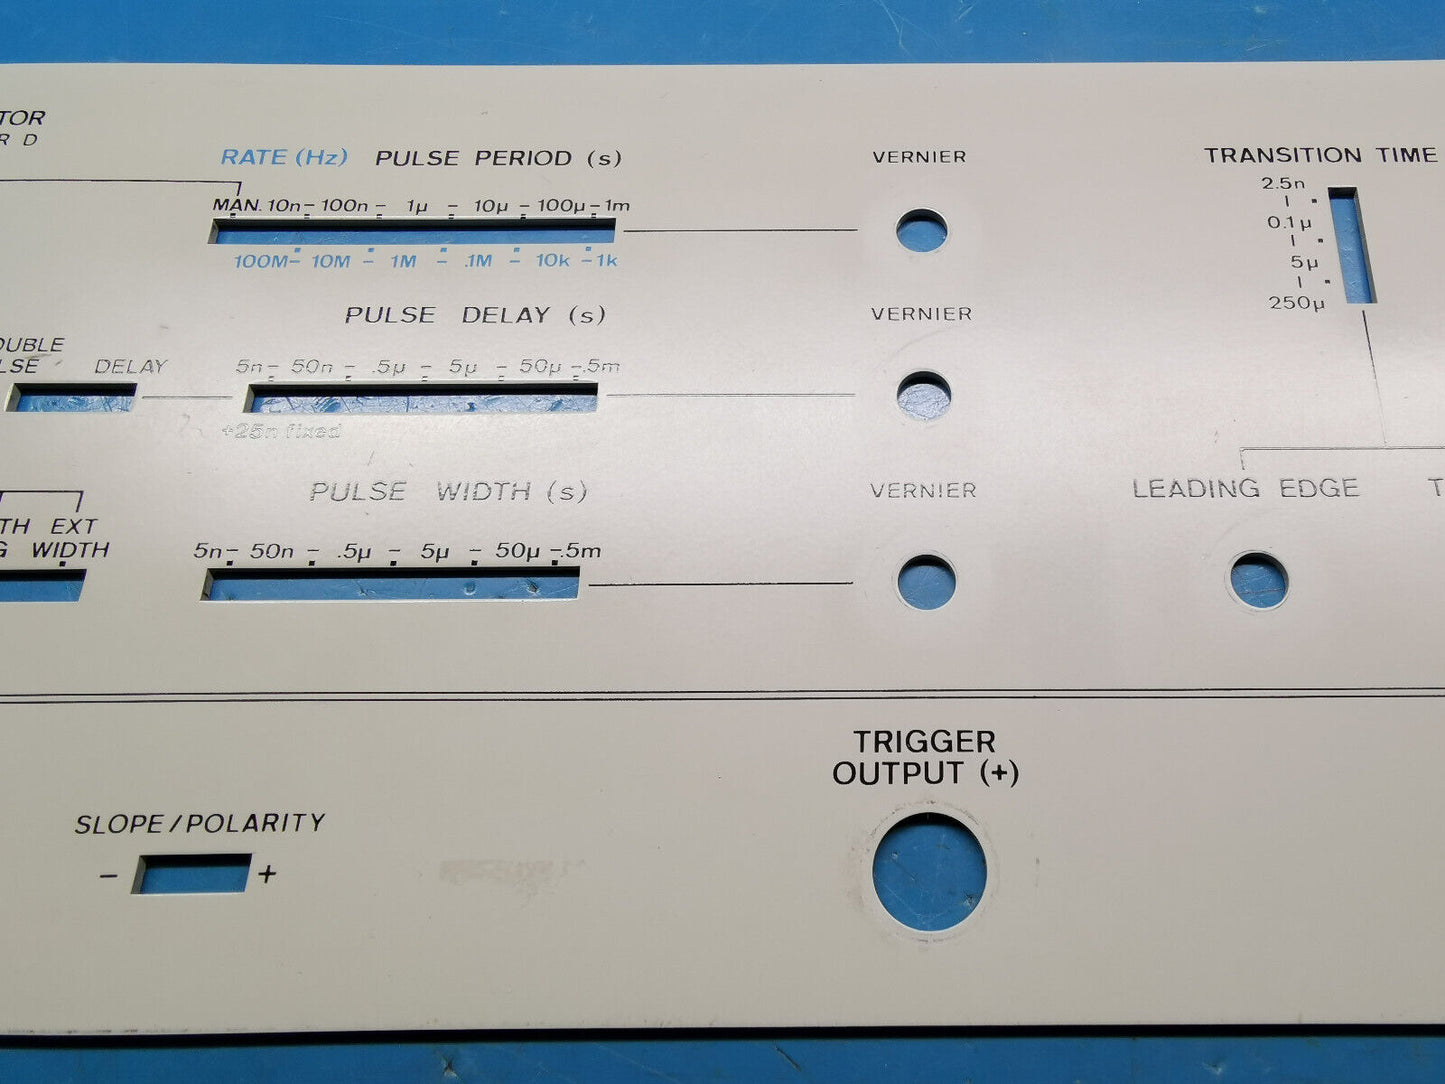 TOR
R D
RATE (Hz) PULSE PERIOD (s)
VERNIER
TRANSITION TIME
MAN. 10n - 100n - 1µ - 10µ - 100µ - 1m
100M - 10M - 1M - .1M - 10k - 1k
2.5n
0.1µ
5µ
250µ
PULSE DELAY (s)
VERNIER
OUBLE
LSE DELAY
5n - 50n - .5µ - 5µ - 50µ - .5m
+25n fixed
PULSE WIDTH (s)
VERNIER
LEADING EDGE T
TH EXT
G WIDTH
5n - 50n - .5µ - 5µ - 50µ - .5m
TRIGGER
OUTPUT (+)
SLOPE/POLARITY
- +